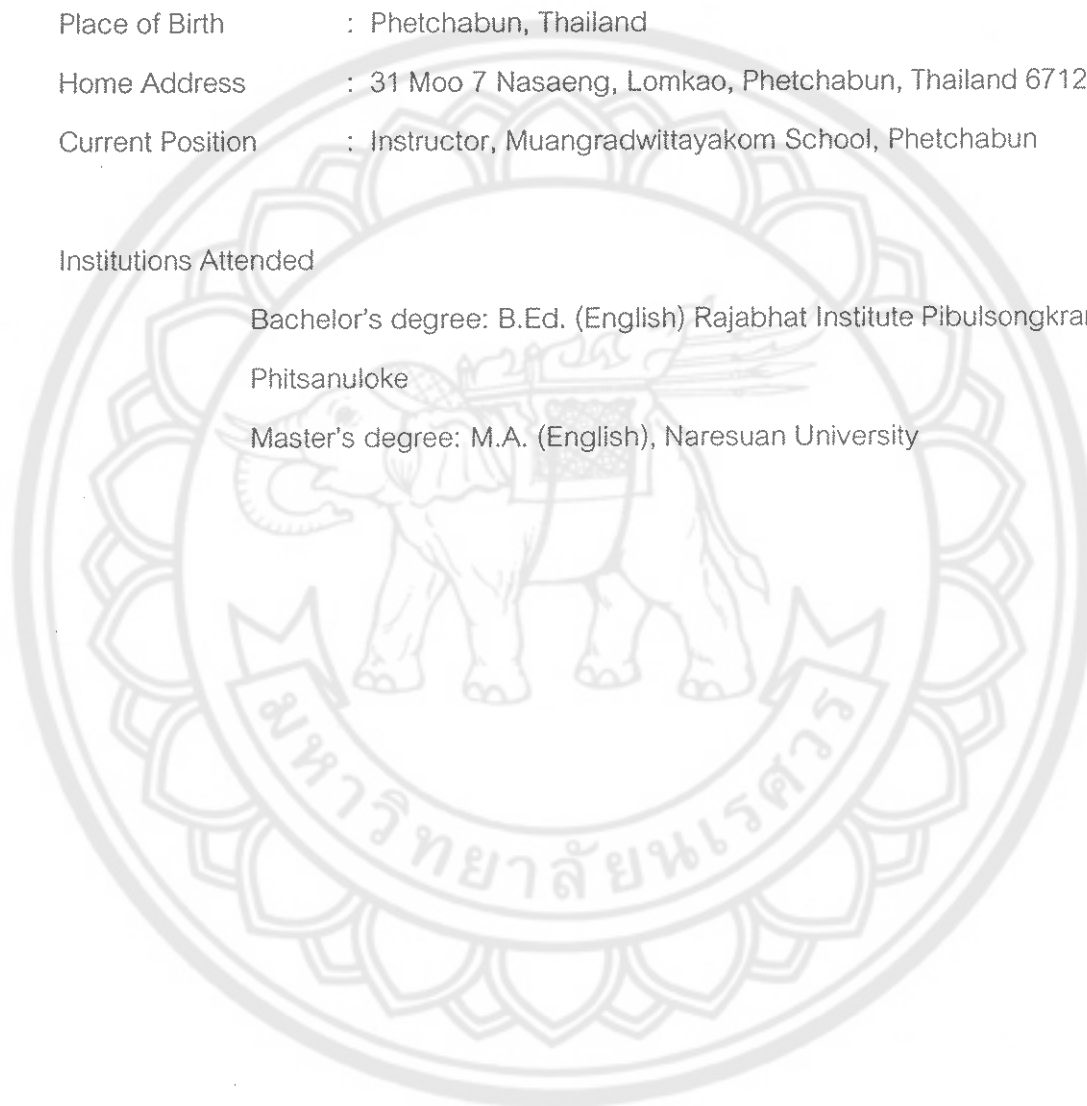 Place of Birth : Phetchabun, Thailand
Home Address : 31 Moo 7 Nasaeng, Lomkao, Phetchabun, Thailand 6712
Current Position : Instructor, Muangradwittayakom School, Phetchabun
Institutions Attended
Bachelor's degree: B.Ed. (English) Rajabhat Institute
Phitsanuloke
Master's degree: M.A. (English), Naresuan University
มหาวิทยาลัยนเรศวร